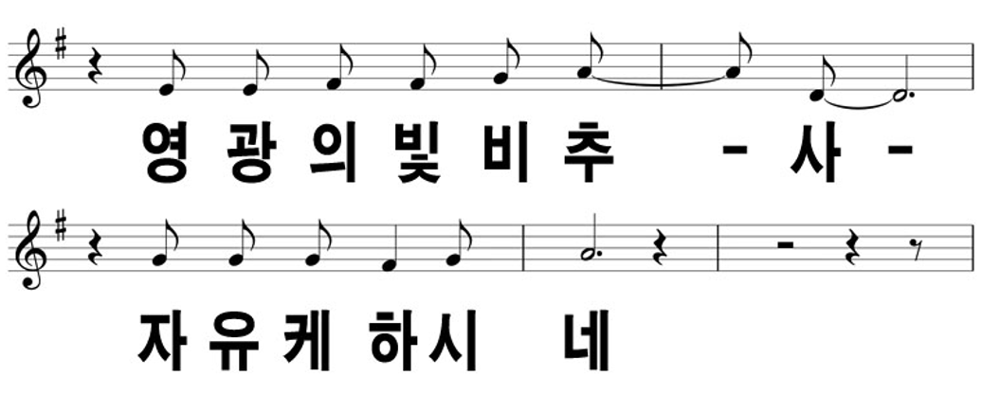 영 광 의 빛 비 추 - 사 -
자 유 케 하 시 네